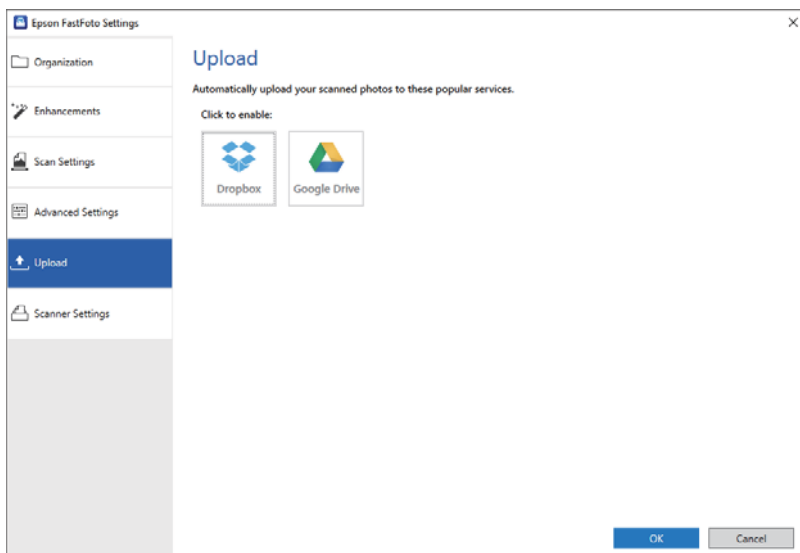 Epson FastFoto Settings
Organization
Enhancements
Scan Settings
Advanced Settings
Upload
Scanner Settings
Upload
Automatically upload your scanned photos to these popular services.
Click to enable:
Dropbox
Google Drive
OK
Cancel